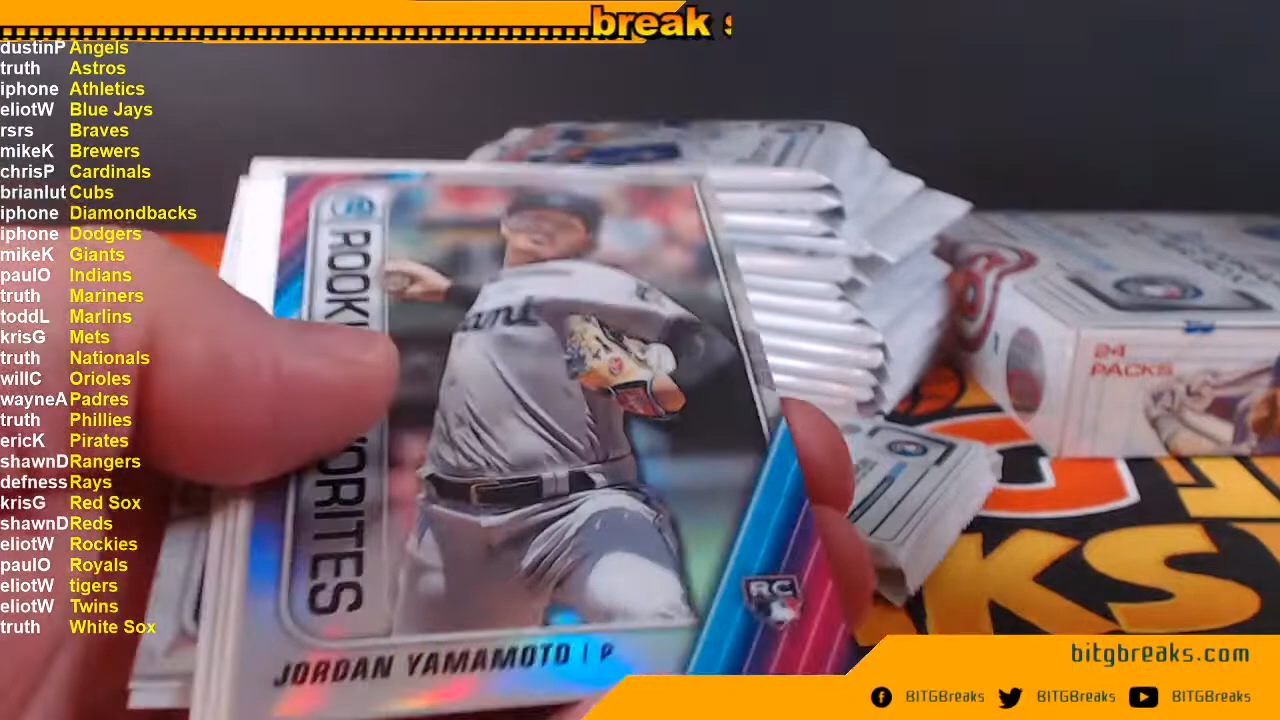 break s
dustinP Angels
truth Astros
iphone Athletics
eliotW Blue Jays
rsrs Braves
mikeK Brewers
chrisP Cardinals
brianlut Cubs
iphone Diamondbacks
iphone Dodgers
mikeK Giants
paulO Indians
truth Mariners
toddL Marlins
krisG Mets
truth Nationals
willC Orioles
wayneA Padres
truth Phillies
ericK Pirates
shawnD Rangers
defness Rays
krisG Red Sox
shawnD Reds
eliotW Rockies
paulO Royals
eliotW tigers
eliotW Twins
truth White Sox
JORDAN YAMAMOTO | P
RC
24
PACKS
KS
bitgbreaks.com
BITGBreaks BITGBreaks BITGBreaks